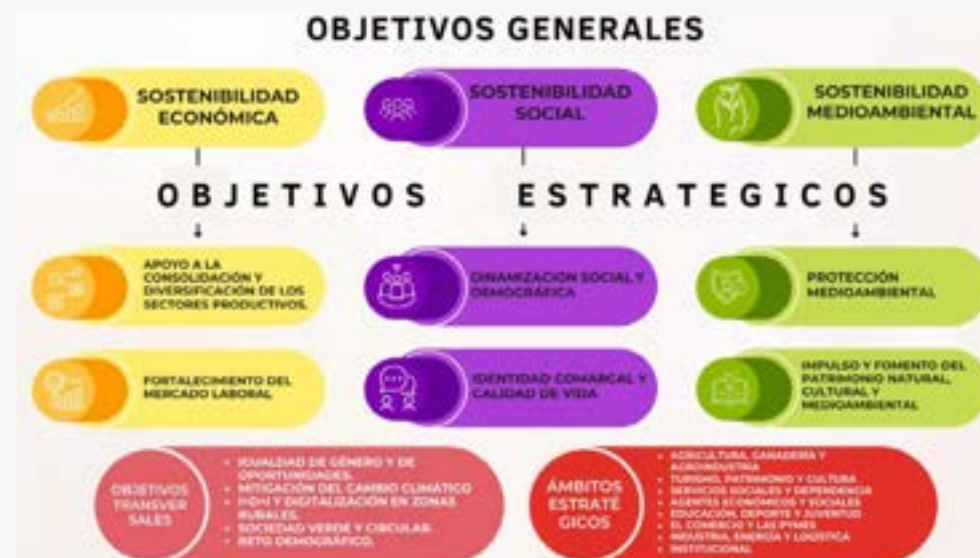 OBJETIVOS GENERALES
SOSTENIBILIDAD
ECONÓMICA
SOSTENIBILIDAD
SOCIAL
SOSTENIBILIDAD
MEDIOAMBIENTAL
OBJETIVOS ESTRATEGICOS
APOYO A LA
CONSOLIDACIÓN Y
DIVERSIFICACIÓN DE LOS
SECTORES PRODUCTIVOS.
DINAMIZACIÓN SOCIAL Y
DEMOGRÁFICA
PROTECCIÓN
MEDIOAMBIENTAL
FORTALECIMIENTO DEL
MERCADO LABORAL
IDENTIDAD COMARCAL Y
CALIDAD DE VIDA
IMPULSO Y FOMENTO DEL
PATRIMONIO NATURAL,
CULTURAL Y
MEDIOAMBIENTAL
OBJETIVOS
TRANSVER
SALES
• IGUALDAD DE GÉNERO Y DE
OPORTUNIDADES.
• MITIGACIÓN DEL CAMBIO CLIMATICO
• I+D+I Y DIGITALIZACIÓN EN ZONAS
RURALES.
• SOCIEDAD VERDE Y CIRCULAR.
• RETO DEMOGRÁFICO.
ÁMBITOS
ESTRATÉ
GICOS
• AGRICULTURA, GANADERÍA Y
AGROINDUSTRIA
• TURISMO, PATRIMONIO Y CULTURA
• SERVICIOS SOCIALES Y DEPENDENCIA
• AGENTES ECONÓMICOS Y SOCIALES
• EDUCACIÓN, DEPORTE Y JUVENTUD
• EL COMERCIO Y LAS PYMES
• INDUSTRIA, ENERGÍA Y LOGÍSTICA
• INSTITUCIONAL